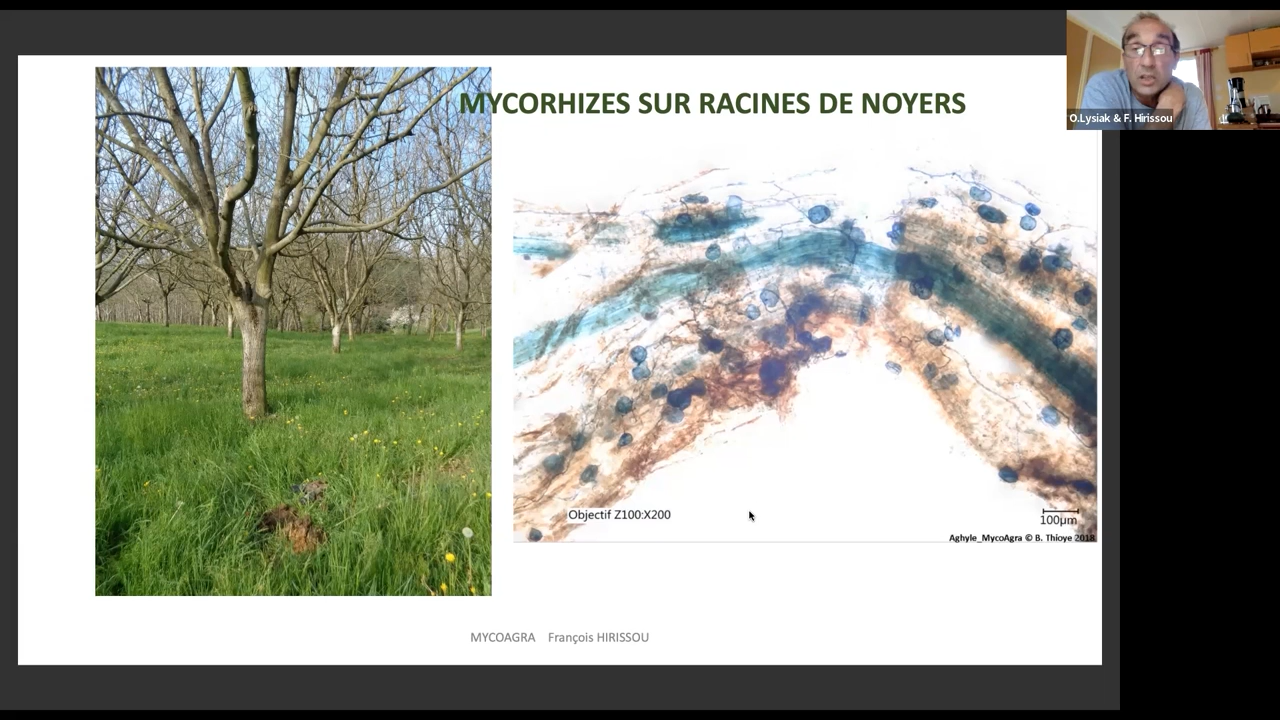 MYCORHIZES SUR RACINES DE NOYERS
O.Lysiak & F. Hirissou
Objectif Z100:X200
100µm
Aghyle_MycoAgra © B. Thioye 2018
MYCOAGRA François HIRISSOU